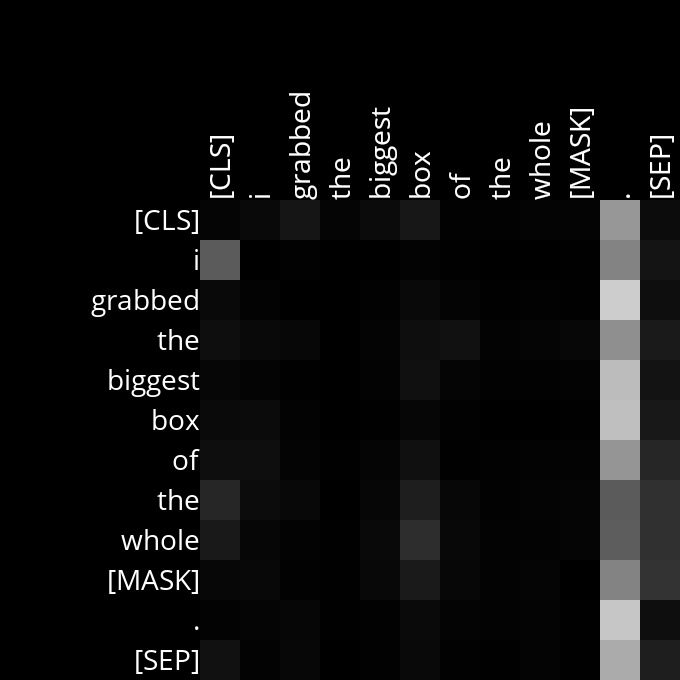 [CLS] i grabbed the biggest box of the whole [MASK] . [SEP]
[CLS]
i
grabbed
the
biggest
box
of
the
whole
[MASK]
.
[SEP]